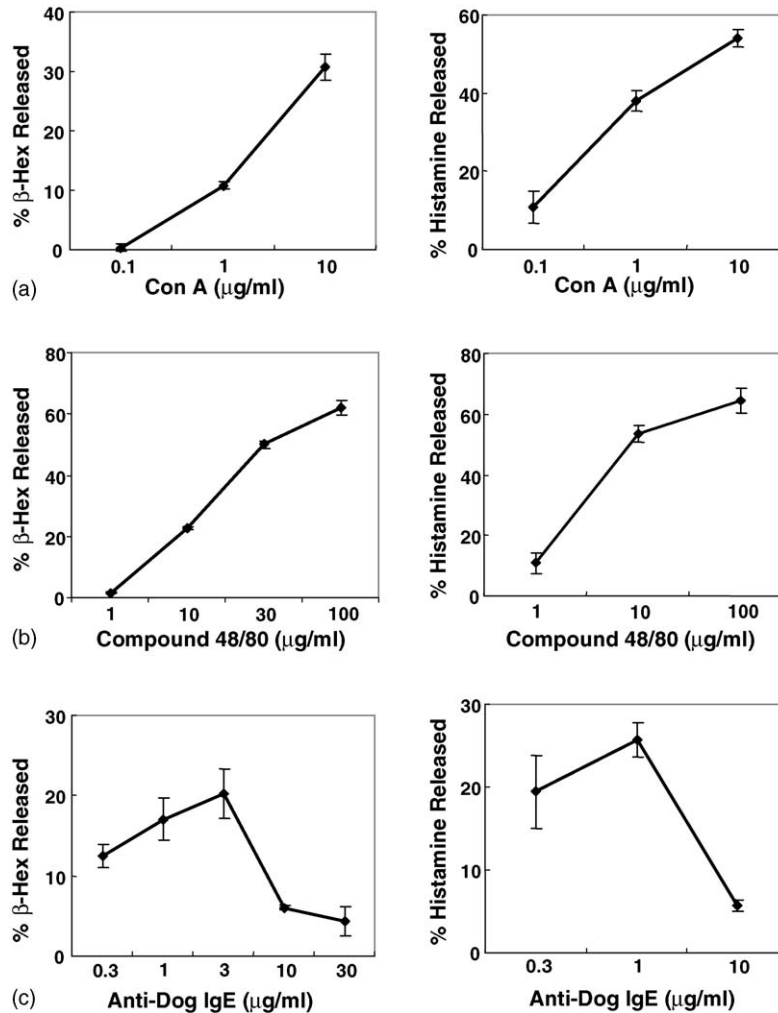 % β-Hex Released
40
30
20
10
0
0.1 1 10
Con A (μg/ml)
% Histamine Released
60
40
20
0
0.1 1 10
Con A (μg/ml)
(a)
% β-Hex Released
80
60
40
20
0
1 10 30 100
Compound 48/80 (μg/ml)
% Histamine Released
80
60
40
20
0
1 10 100
Compound 48/80 (μg/ml)
(b)
% β-Hex Released
30
20
10
0
0.3 1 3 10 30
Anti-Dog IgE (μg/ml)
% Histamine Released
30
20
10
0
0.3 1 10
Anti-Dog IgE (μg/ml)
(c)